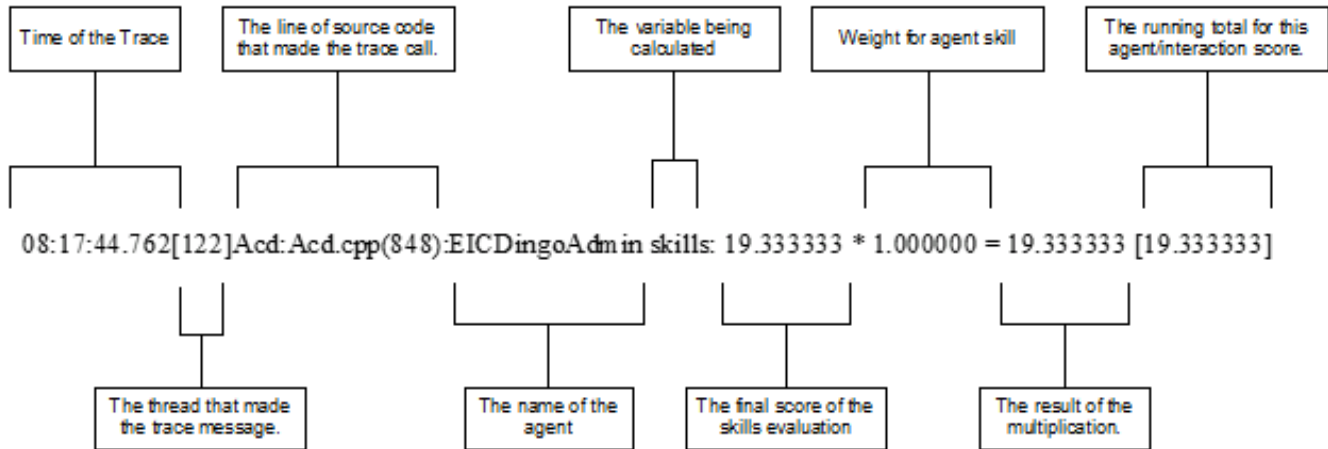 Time of the Trace
The line of source code
that made the trace call.
The variable being
calculated
Weight for agent skill
The running total for this
agent/interaction score.
08:17:44.762[122]Acd:Acd.cpp(848):EICDingoAdmin skills: 19.333333 * 1.000000 = 19.333333 [19.333333]
The thread that made
the trace message.
The name of the
agent
The final score of the
skills evaluation
The result of the
multiplication.